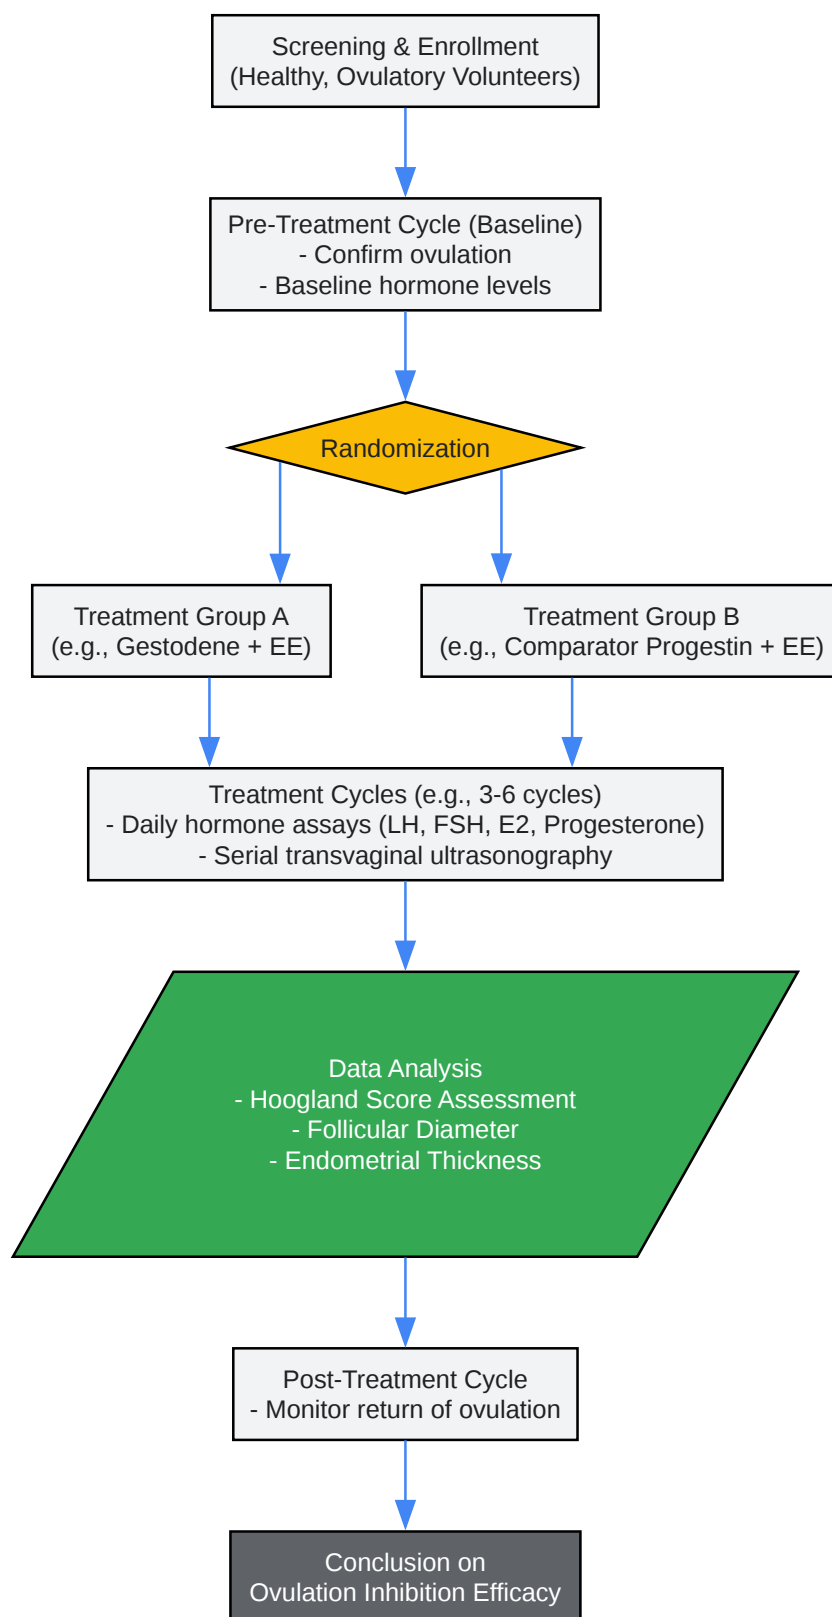 Screening & Enrollment
(Healthy, Ovulatory Volunteers)
Pre-Treatment Cycle (Baseline)
- Confirm ovulation
- Baseline hormone levels
Randomization
Treatment Group A
(e.g., Gestodene + EE)
Treatment Group B
(e.g., Comparator Progestin + EE)
Treatment Cycles (e.g., 3-6 cycles)
- Daily hormone assays (LH, FSH, E2, Progesterone)
- Serial transvaginal ultrasonography
Data Analysis
- Hoogland Score Assessment
- Follicular Diameter
- Endometrial Thickness
Post-Treatment Cycle
- Monitor return of ovulation
Conclusion on
Ovulation Inhibition Efficacy